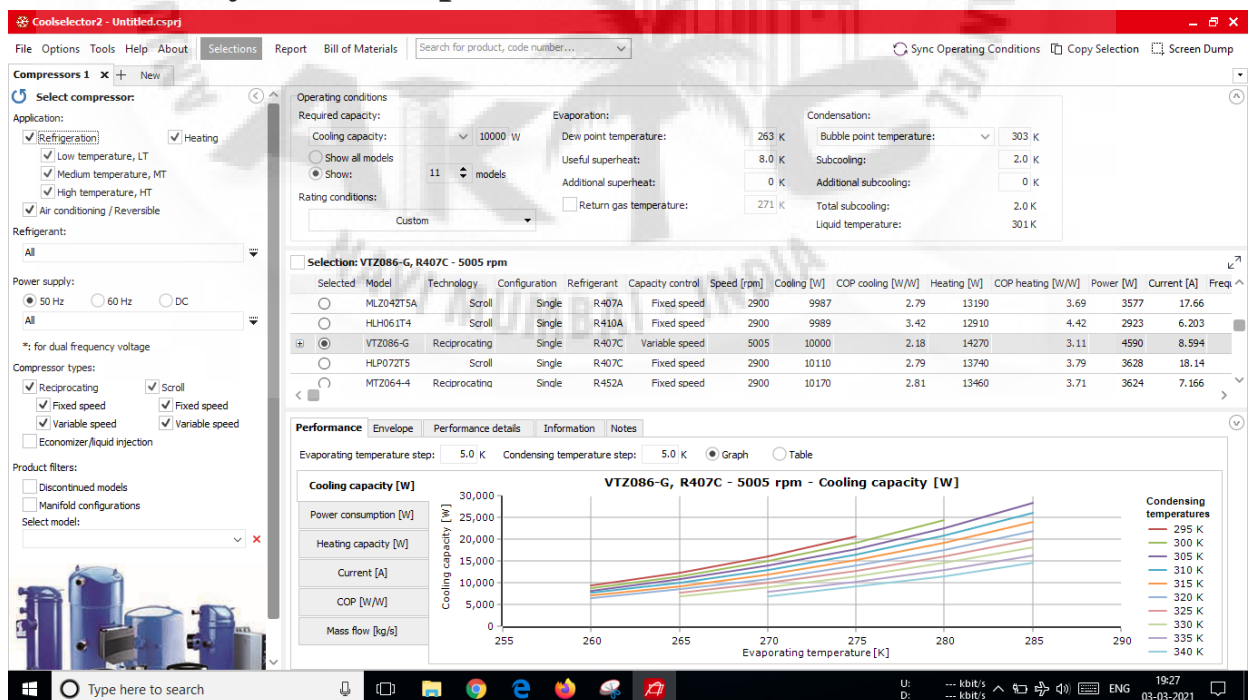 Coolselector2 - Untitled.csprj
File Options Tools Help About Selections Report Bill of Materials Search for product, code number... Sync Operating Conditions Copy Selection Screen Dump
Compressors 1 x + New
Select compressor:
Application:
Refrigeration Heating
Low temperature, LT
Medium temperature, MT
High temperature, HT
Air conditioning / Reversible
Refrigerant:
All
Power supply:
50 Hz 60 Hz DC
All
*: for dual frequency voltage
Compressor types:
Reciprocating Scroll
Fixed speed Fixed speed
Variable speed Variable speed
Economizer/liquid injection
Product filters:
Discontinued models
Manifold configurations
Select model:
Operating conditions
Required capacity:
Cooling capacity: 10000 W
Show all models
Show: 11 models
Rating conditions:
Custom
Evaporation:
Dew point temperature: 263 K
Useful superheat: 8.0 K
Additional superheat: 0 K
Return gas temperature: 271 K
Condensation:
Bubble point temperature: 303 K
Subcooling: 2.0 K
Additional subcooling: 0 K
Total subcooling: 2.0 K
Liquid temperature: 301 K
Selection: VTZ086-G, R407C - 5005 rpm
Selected Model Technology Configuration Refrigerant Capacity control Speed [rpm] Cooling [W] COP cooling [W/W] Heating [W] COP heating [W/W] Power [W] Current [A] Frequ
MLZ042T5A Scroll Single R407A Fixed speed 2900 9987 2.79 13190 3.69 3577 17.66
HLH061T4 Scroll Single R410A Fixed speed 2900 9989 3.42 12910 4.42 2923 6.203
VTZ086-G Reciprocating Single R407C Variable speed 5005 10000 2.18 14270 3.11 4590 8.594
HLP072T5 Scroll Single R407C Fixed speed 2900 10110 2.79 13740 3.79 3628 18.14
MTZ064-4 Reciprocating Single R452A Fixed speed 2900 10170 2.81 13460 3.71 3624 7.166
Performance Envelope Performance details Information Notes
Evaporating temperature step: 5.0 K Condensing temperature step: 5.0 K Graph Table
Cooling capacity [W]
Power consumption [W]
Heating capacity [W]
Current [A]
COP [W/W]
Mass flow [kg/s]
VTZ086-G, R407C - 5005 rpm - Cooling capacity [W]
Cooling capacity [W]
30,000
25,000
20,000
15,000
10,000
5,000
0
255 260 265 270 275 280 285 290
Evaporating temperature [K]
Condensing
temperatures
295 K
300 K
305 K
310 K
315 K
320 K
325 K
330 K
335 K
340 K
Type here to search
U: --- kbit/s
D: --- kbit/s
ENG
19:27
03-03-2021
AKTC
NAVI MUMBAI - INDIA